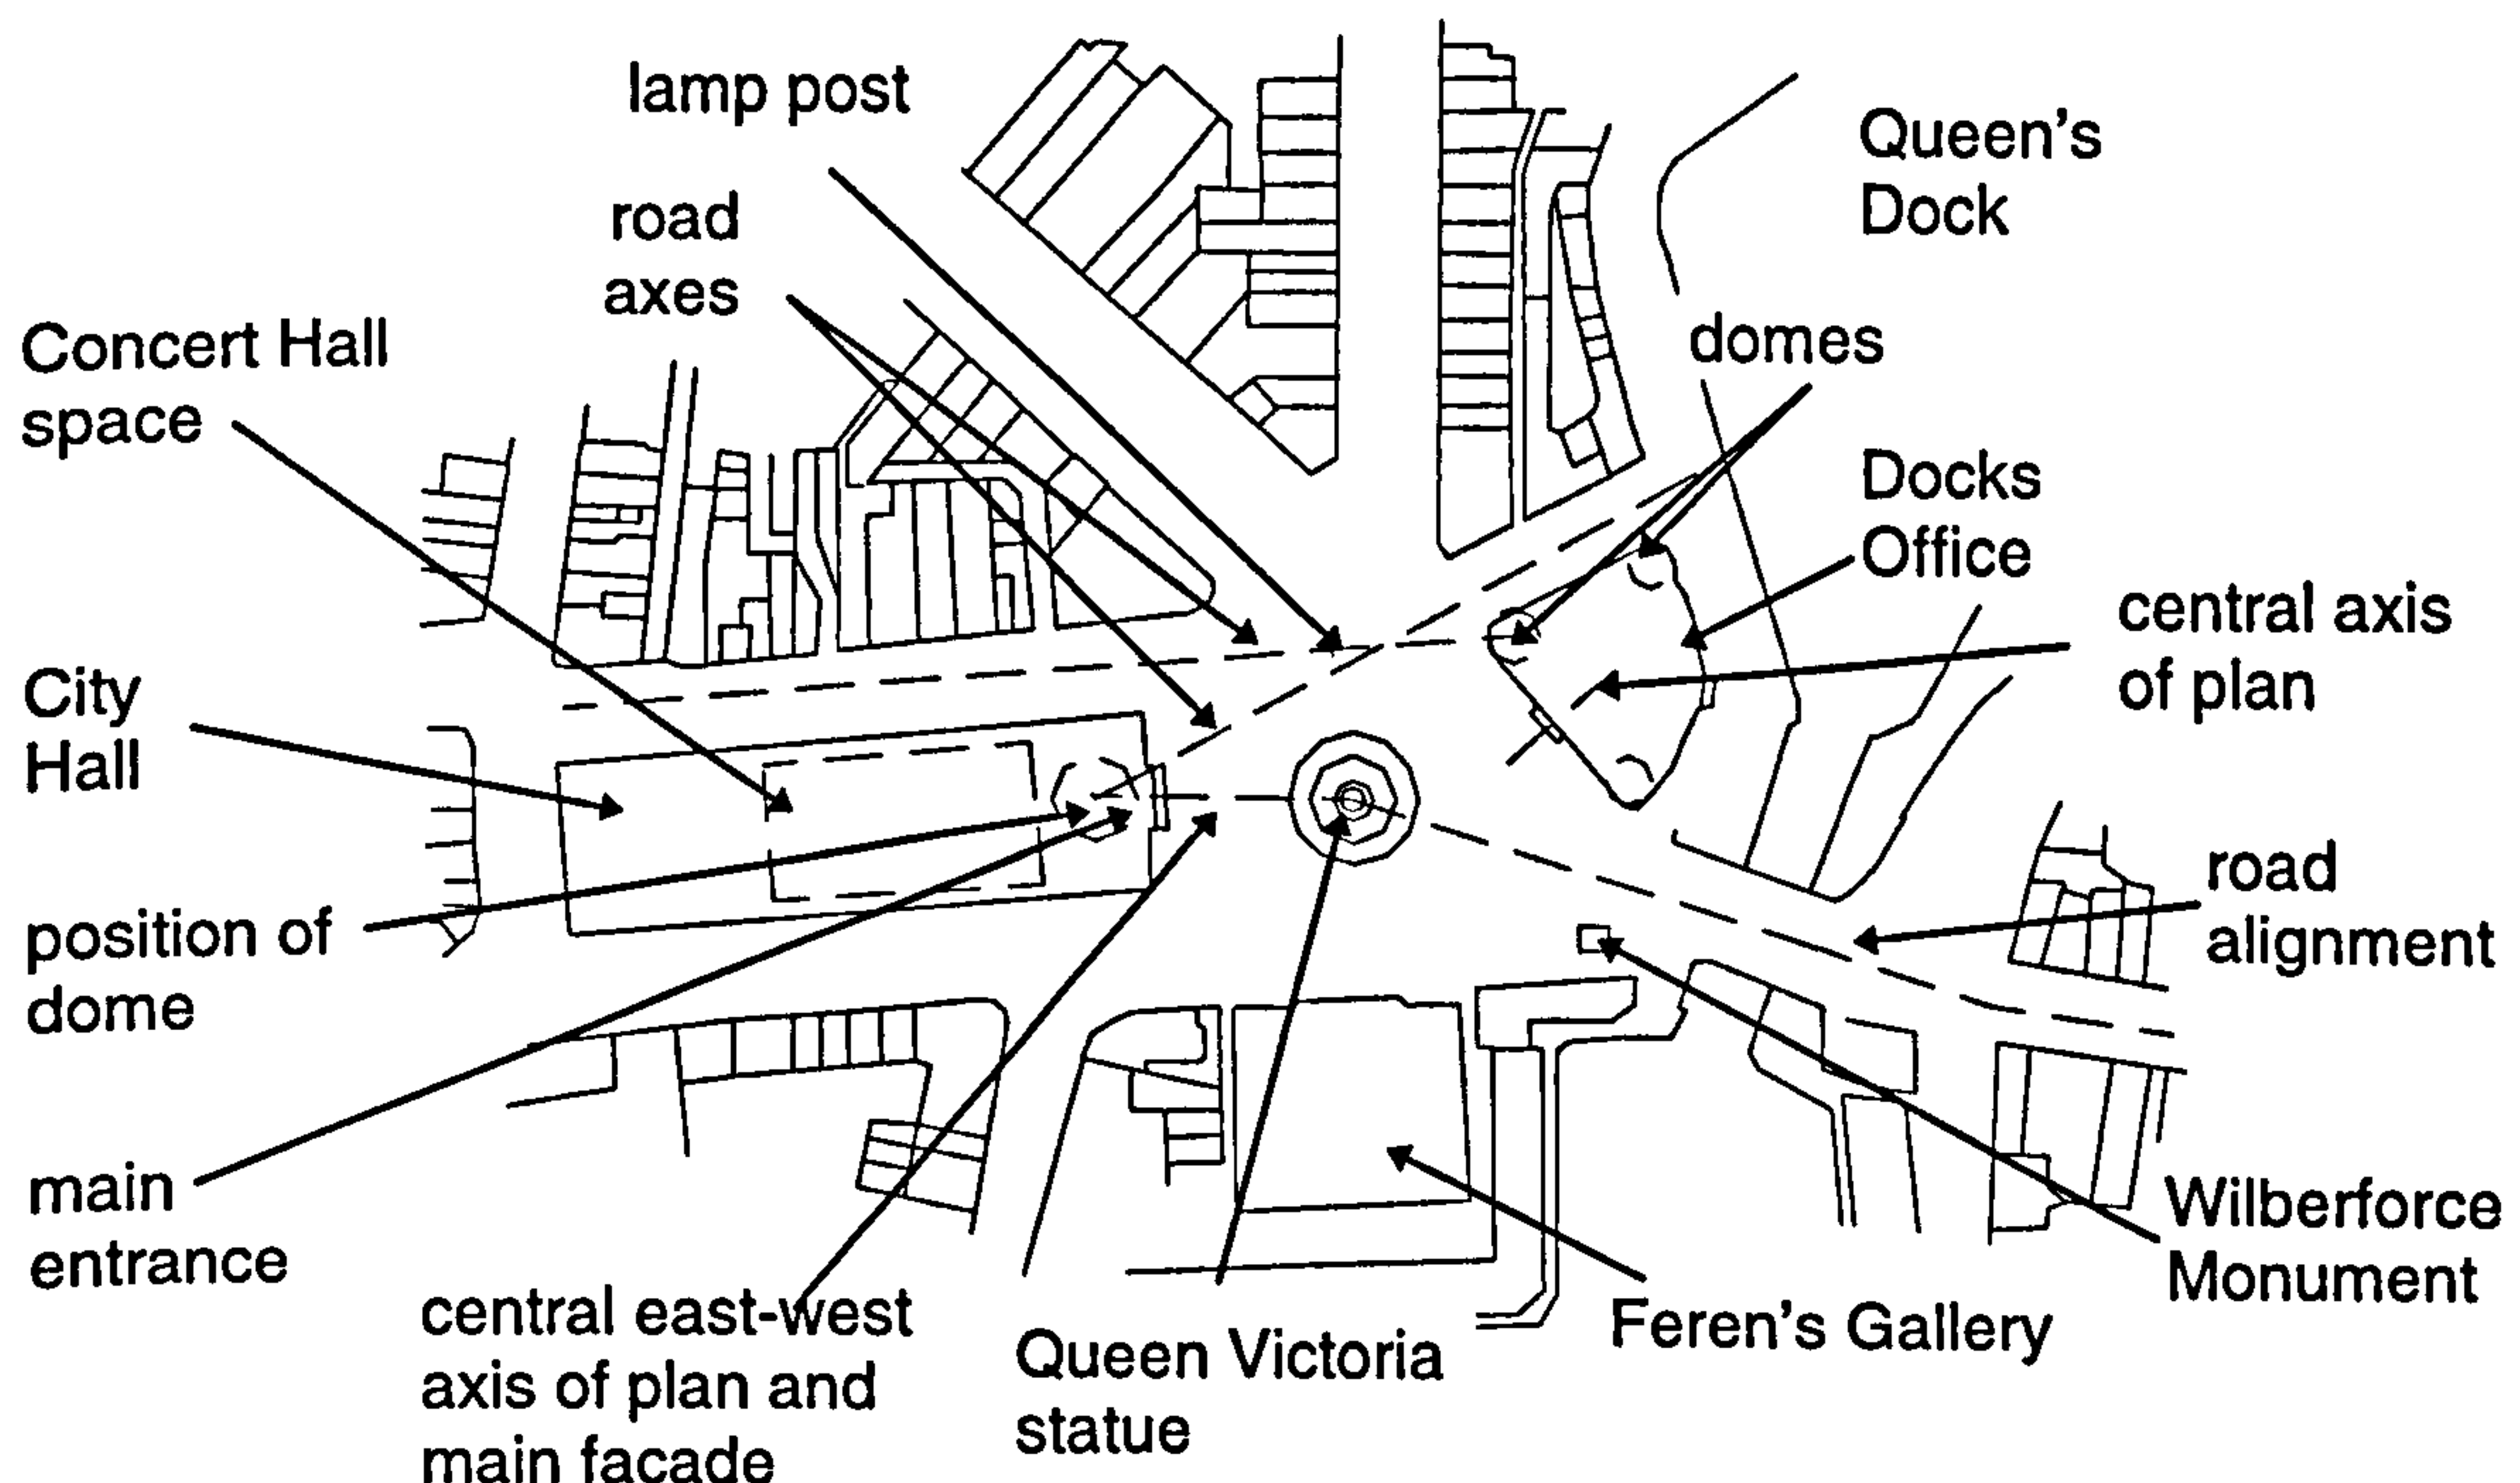 lamp post
road
axes
Concert Hall
space
City
Hall
position of
dome
main
entrance
central east-west
axis of plan and
main facade
Queen Victoria
statue
Feren's Gallery
Wilberforce
Monument
road
alignment
central axis
of plan
Docks
Office
domes
Queen's
Dock